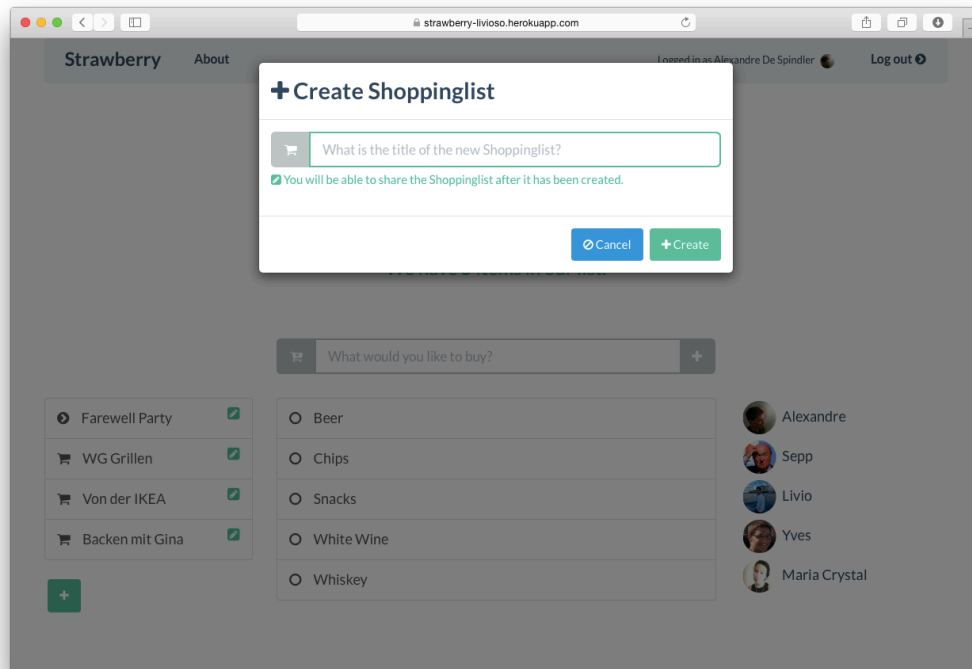 strawberry-livioso.herokuapp.com
Strawberry About Logged in as Alexandre De Spindler Log out
Create Shoppinglist
What is the title of the new Shoppinglist?
You will be able to share the Shoppinglist after it has been created.
Cancel Create
What would you like to buy?
Farewell Party
WG Grillen
Von der IKEA
Backen mit Gina
Beer
Chips
Snacks
White Wine
Whiskey
Alexandre
Sepp
Livio
Yves
Maria Crystal